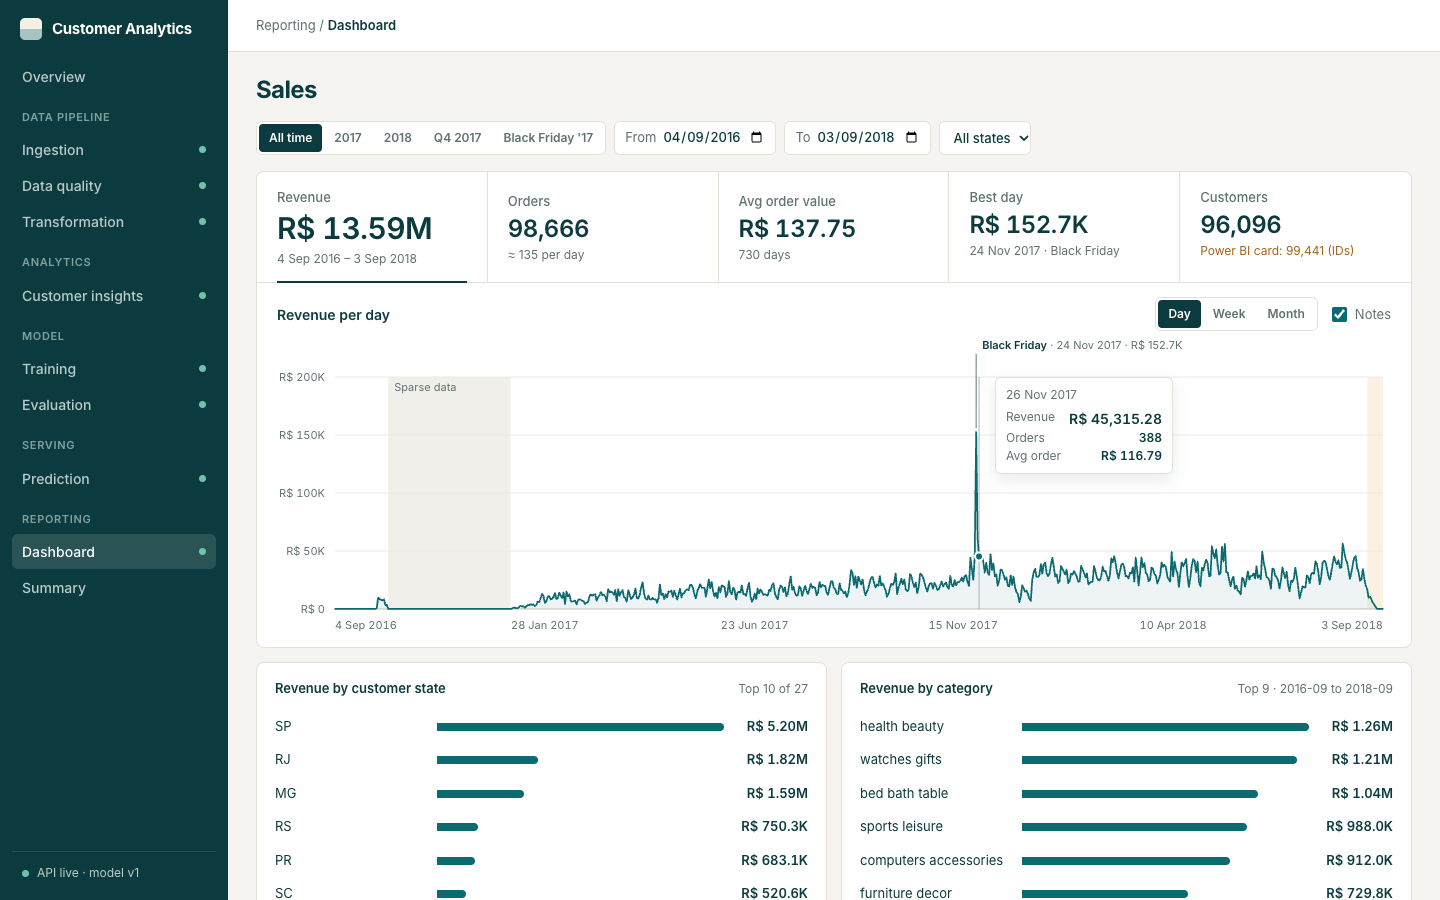 Customer Analytics
Overview
DATA PIPELINE
Ingestion
Data quality
Transformation
ANALYTICS
Customer insights
MODEL
Training
Evaluation
SERVING
Prediction
REPORTING
Dashboard
Summary
API live · model v1
Reporting / Dashboard
Sales
All time 2017 2018 Q4 2017 Black Friday '17 From 04/09/2016 To 03/09/2018 All states
Revenue
R$ 13.59M
4 Sep 2016 – 3 Sep 2018
Orders
98,666
≈ 135 per day
Avg order value
R$ 137.75
730 days
Best day
R$ 152.7K
24 Nov 2017 · Black Friday
Customers
96,096
Power BI card: 99,441 (IDs)
Revenue per day
Day Week Month Notes
Black Friday · 24 Nov 2017 · R$ 152.7K
R$ 200K
Sparse data
R$ 150K
R$ 100K
R$ 50K
R$ 0
26 Nov 2017
Revenue R$ 45,315.28
Orders 388
Avg order R$ 116.79
4 Sep 2016 28 Jan 2017 23 Jun 2017 15 Nov 2017 10 Apr 2018 3 Sep 2018
Revenue by customer state Top 10 of 27
SP R$ 5.20M
RJ R$ 1.82M
MG R$ 1.59M
RS R$ 750.3K
PR R$ 683.1K
SC R$ 520.6K
Revenue by category Top 9 · 2016-09 to 2018-09
health beauty R$ 1.26M
watches gifts R$ 1.21M
bed bath table R$ 1.04M
sports leisure R$ 988.0K
computers accessories R$ 912.0K
furniture decor R$ 729.8K